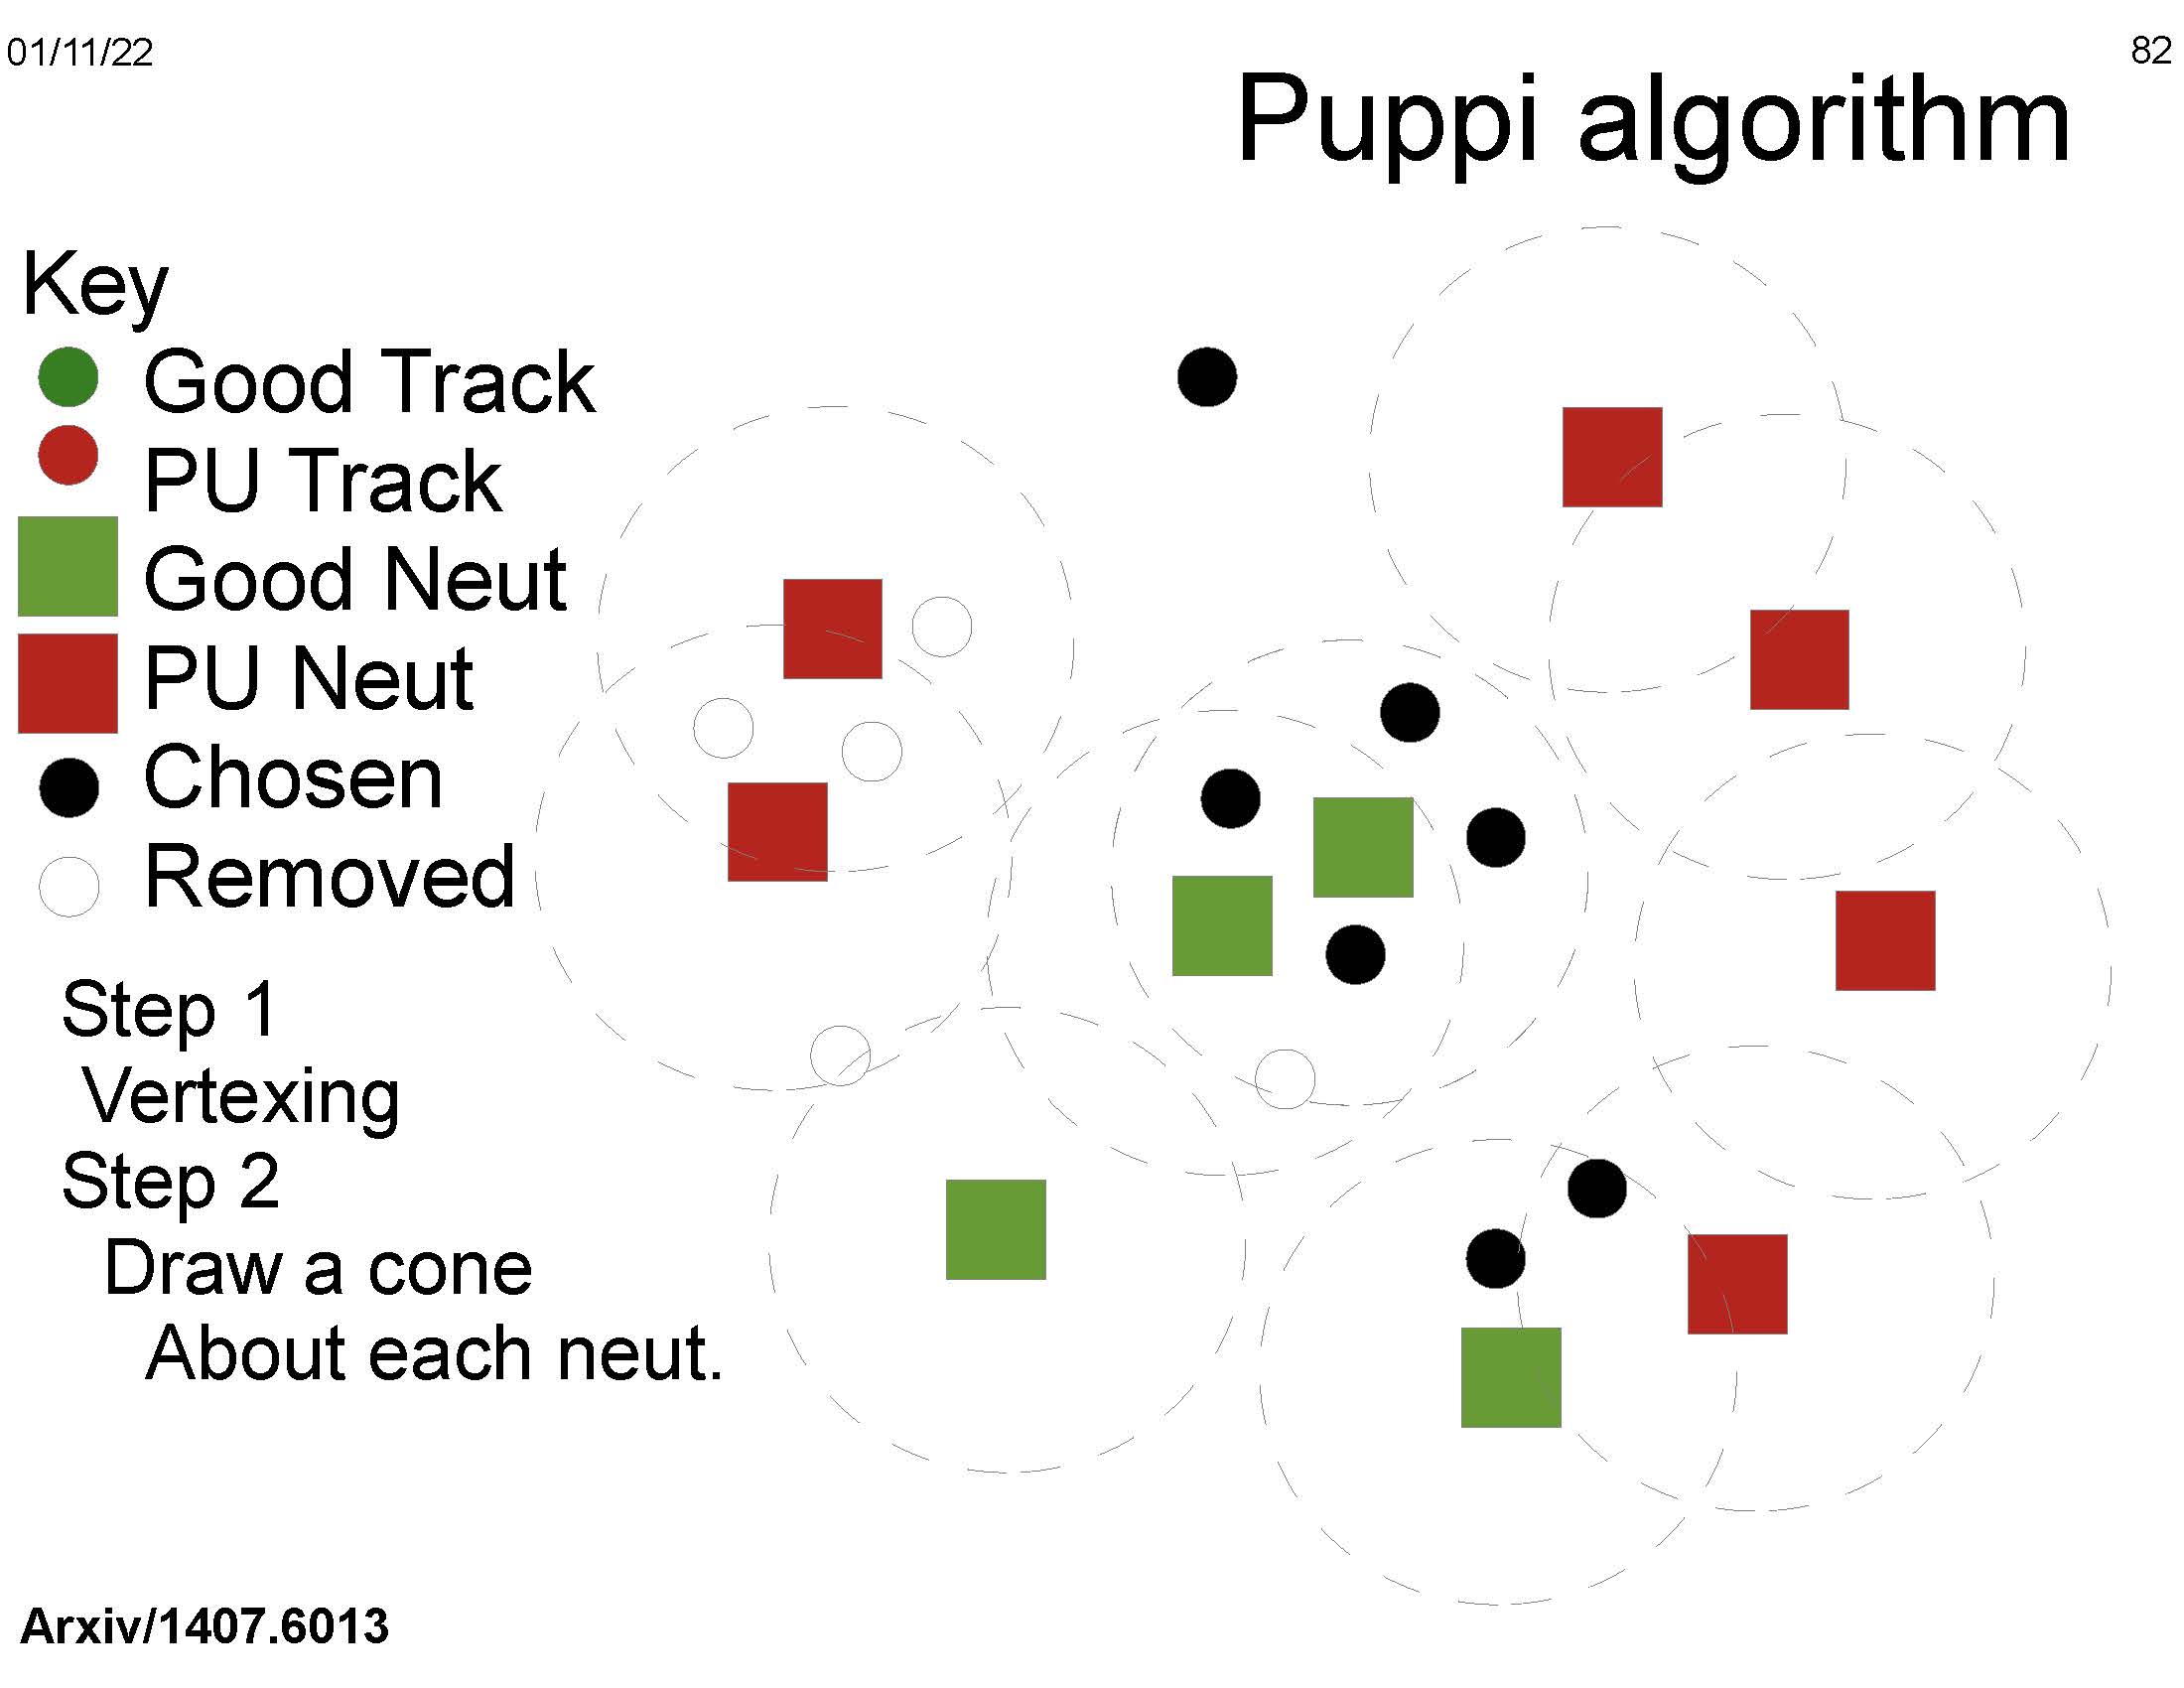 01/11/22
82
Puppi algorithm
Key
Good Track
PU Track
Good Neut
PU Neut
Chosen
Removed
Step 1
Vertexing
Step 2
Draw a cone
About each neut.
Arxiv/1407.6013